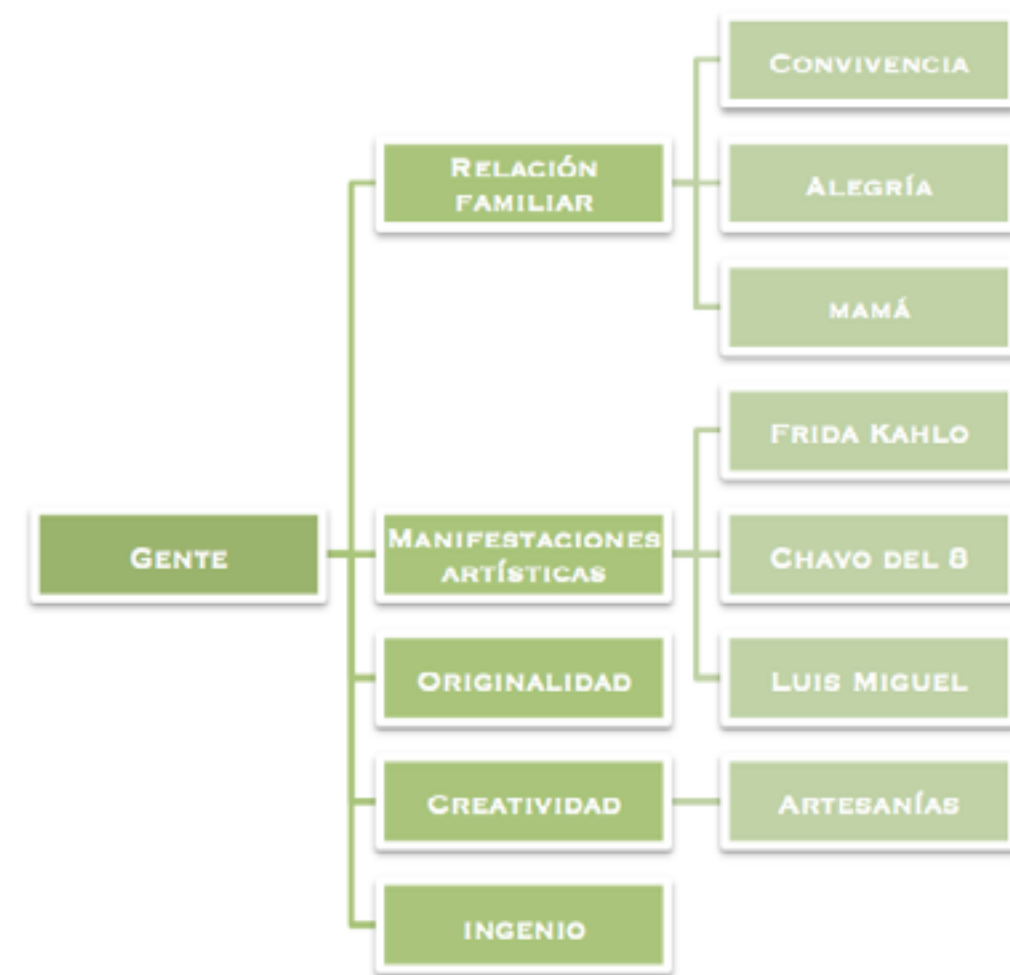 Convivencia
Relación
familiar
Alegría
mamá
Frida Kahlo
Gente
Manifestaciones
artísticas
Chavo del 8
Originalidad
Luis Miguel
Creatividad
Artesanías
ingenio